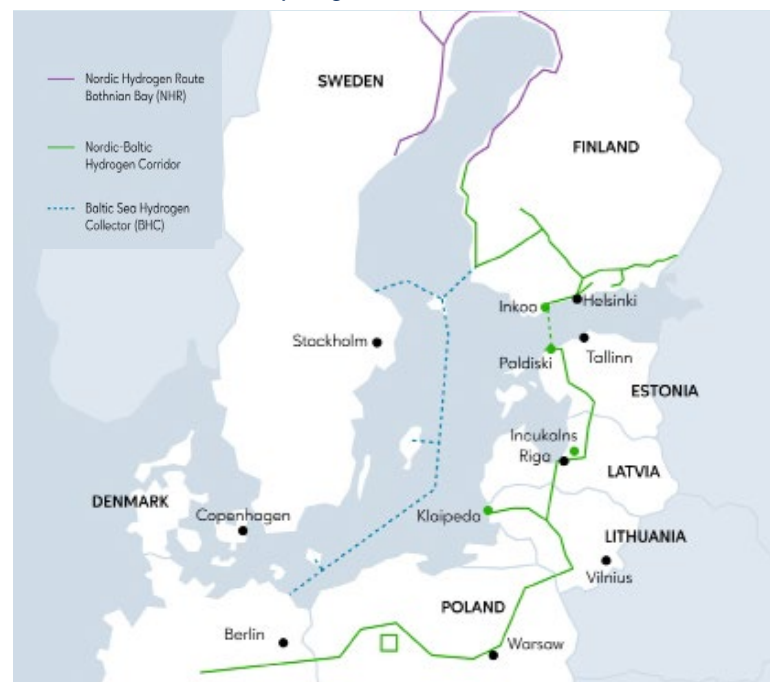 Nordic Hydrogen Route
Bothnian Bay (NHR)
Nordic-Baltic
Hydrogen Corridor
Baltic Sea Hydrogen
Collector (BHC)
SWEDEN
FINLAND
Inkoo
Helsinki
Stockholm
Paldiski
Tallinn
ESTONIA
Incukalns
Riga
LATVIA
DENMARK
Copenhagen
Klaipeda
LITHUANIA
Vilnius
POLAND
Berlin
Warsaw